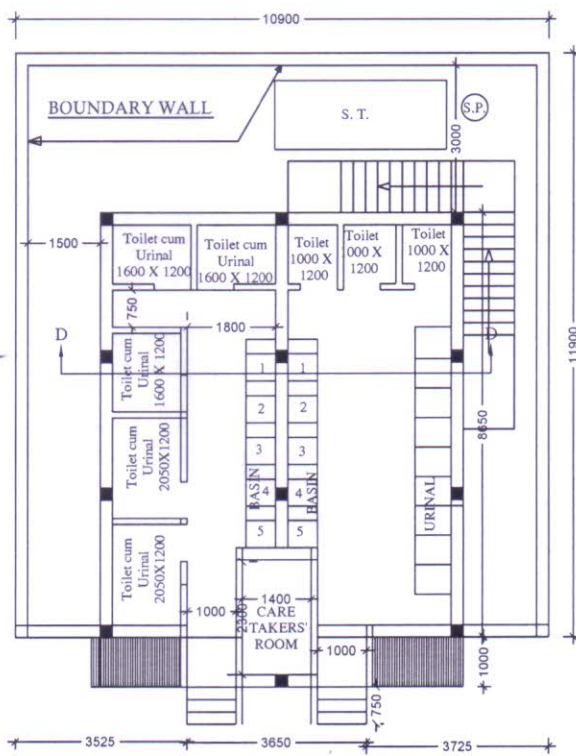 10900
BOUNDARY WALL
S. T.
S.P.
3000
1500
Toilet cum
Urinal
1600 X 1200
Toilet cum
Urinal
1600 X 1200
Toilet
1000 X
1200
Toilet
1000 X
1200
Toilet
1000 X
1200
750
1800
D
D
11900
8650
Toilet cum
Urinal
1600 X 1200
1
1
2
2
3
3
4
4
5
5
BASIN
BASIN
URINAL
Toilet cum
Urinal
2050X1200
Toilet cum
Urinal
2050X1200
1400
2300
CARE
TAKERS'
ROOM
1000
1000
1000
750
3525
3650
3725